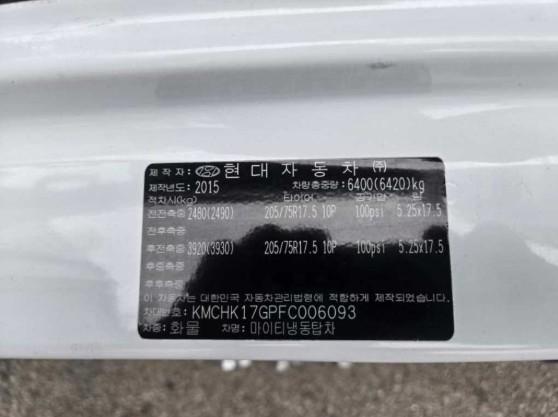 제 작 자 : 현 대 자 동 차 ㈜
제작년도: 2015 차량총중량: 6400(6420)kg
적차시(kg) 타이어 공기압 림
전전축중 2480(2490) 205/75R17.5 10P 100psi 5.25x17.5
전후축중
후전축중 3920(3930) 205/75R17.5 10P 100psi 5.25x17.5
후중축중
후후축중
이 자동차는 대한민국 자동차관리법령에 적합하게 제작되었습니다.
차대번호: KMCHK17GPFC006093
차종: 화 물 차명: 마이티냉동탑차